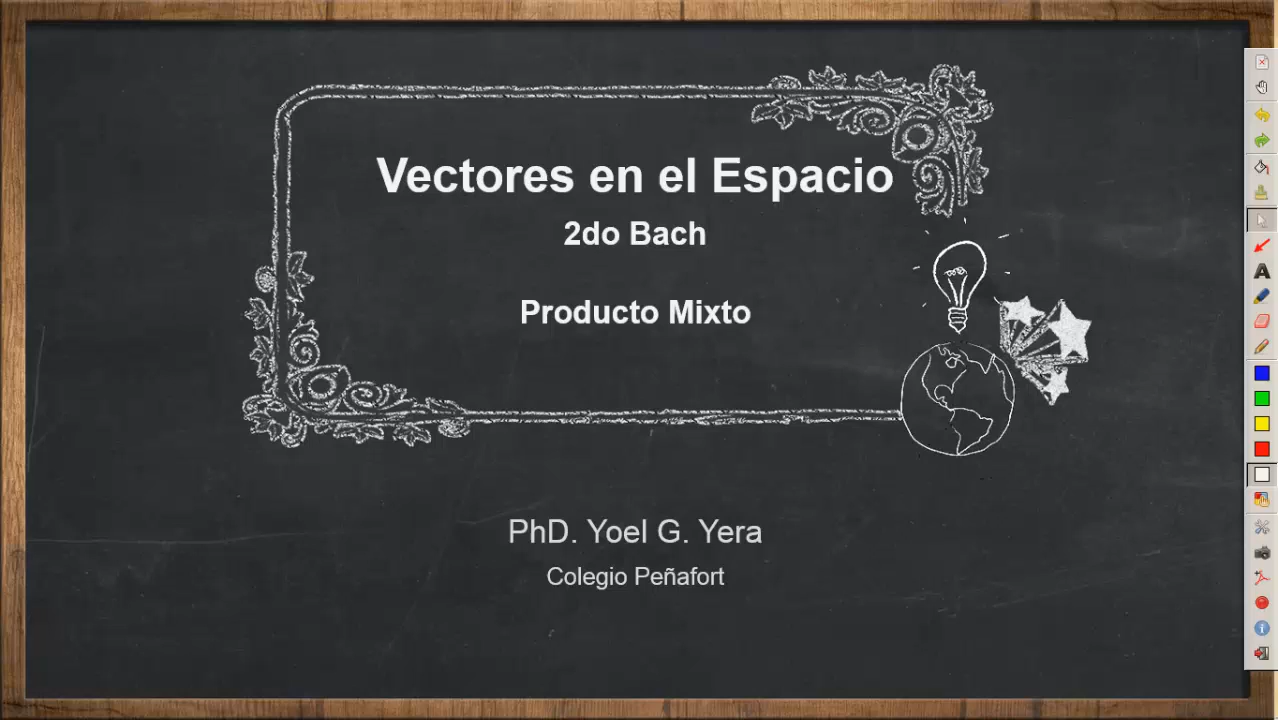 Vectores en el Espacio
2do Bach
Producto Mixto
PhD. Yoel G. Yera
Colegio Peñafort